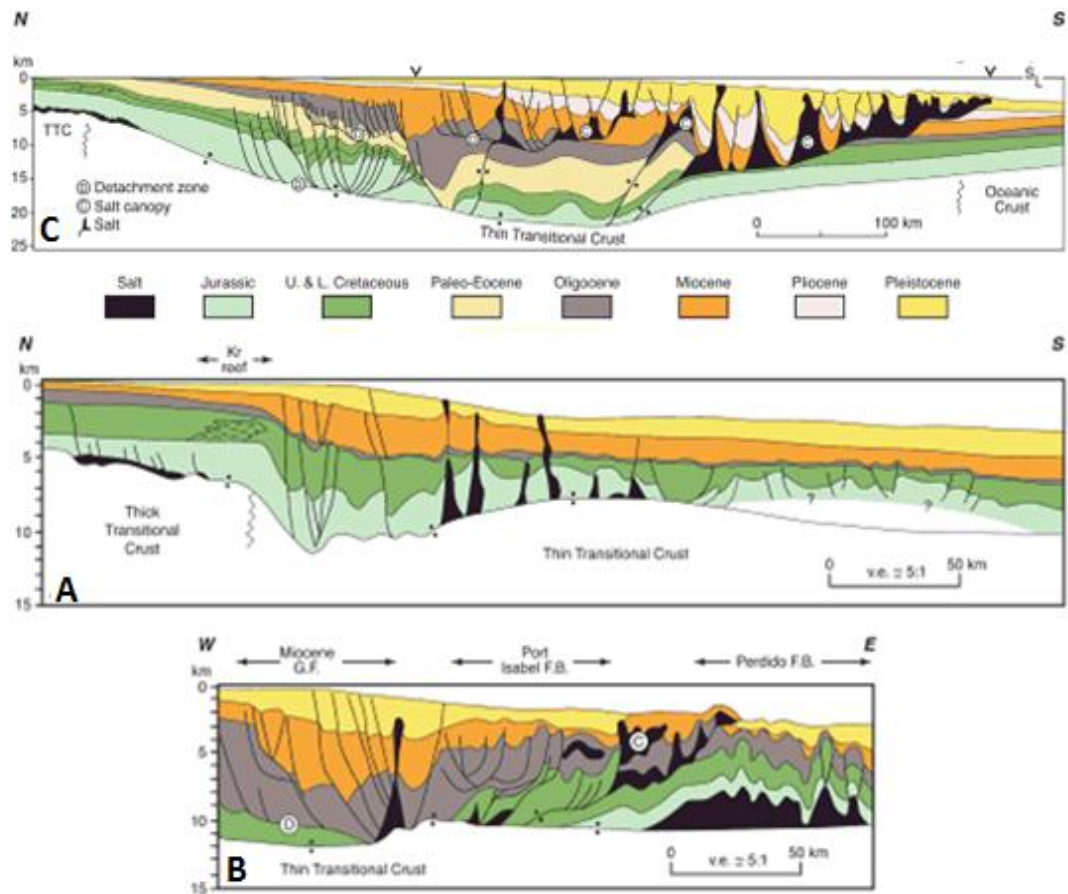 N S
km
0
5
10
15
20
25
TTC
Ⓓ Detachment zone
Ⓒ Salt canopy
Salt
C
D
D
C
C
C
C
V V
SL
Thin Transitional Crust
Oceanic
Crust
0 100 km
Salt Jurassic U. & L. Cretaceous Paleo-Eocene Oligocene Miocene Pliocene Pleistocene
N S
Kr
reef
km
0
5
10
15
Thick
Transitional
Crust
? ?
Thin Transitional Crust
0 50 km
v.e. = 5:1
A
W E
Miocene
G.F.
Port
Isabel F.B.
Perdido F.B.
km
0
5
10
15
C
D
Thin Transitional Crust
0 50 km
v.e. = 5:1
B